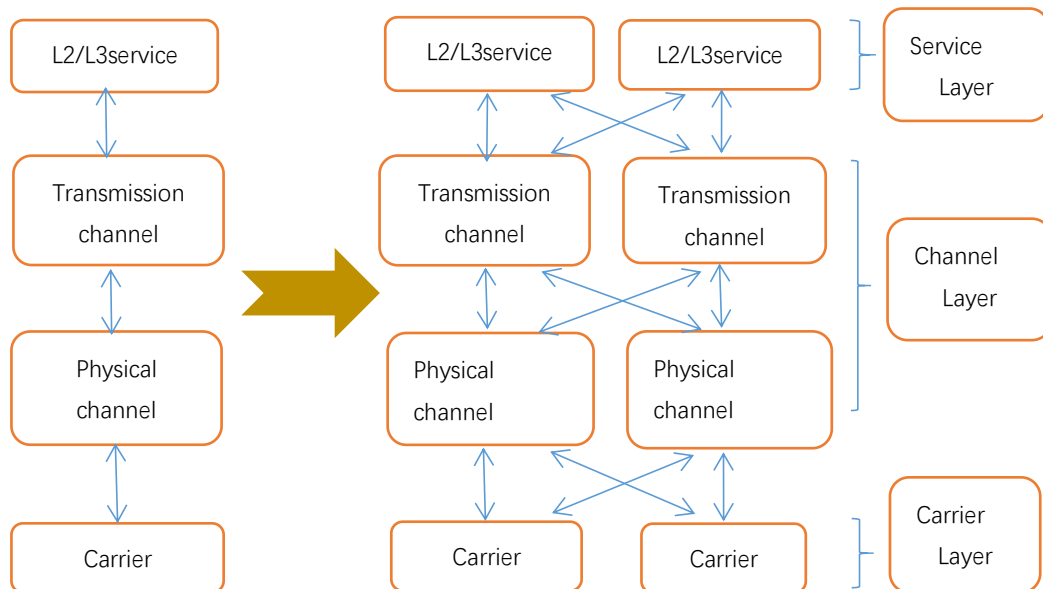 L2/L3service
L2/L3service
L2/L3service
Service
Layer
Transmission
channel
Transmission
channel
Transmission
channel
Channel
Layer
Physical
channel
Physical
channel
Physical
channel
Carrier
Carrier
Carrier
Carrier
Layer